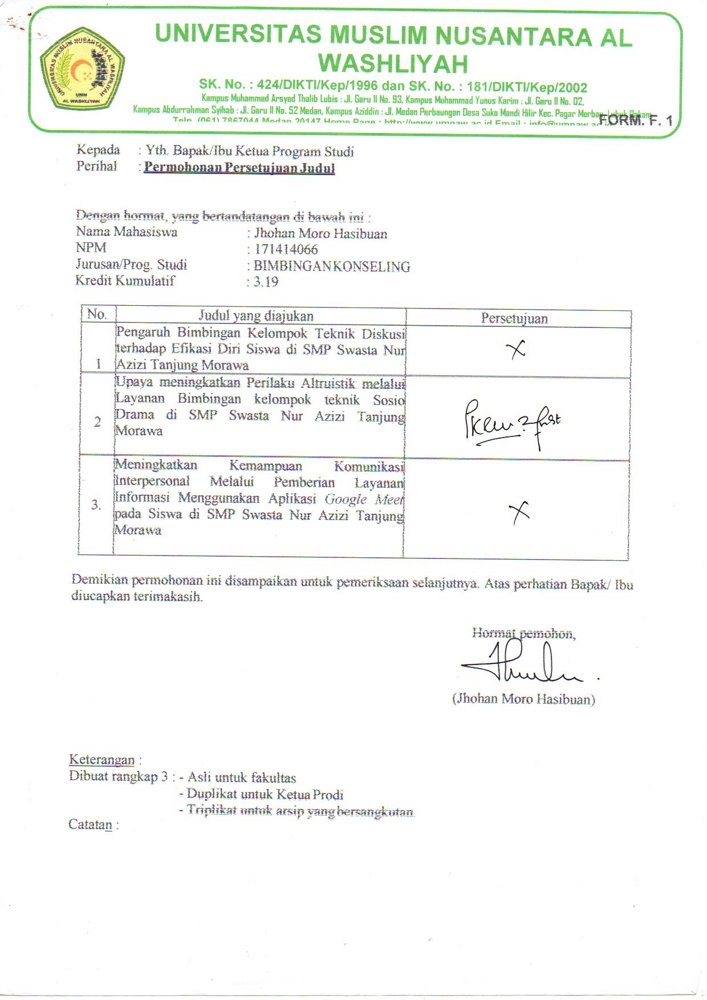 UNIVERSITAS MUSLIM NUSANTARA AL WASHLIYAH
UMN
AL WASHLIYAH
UNIVERSITAS MUSLIM NUSANTARA AL
WASHLIYAH
SK. No. : 424/DIKTI/Kep/1996 dan SK. No. : 181/DIKTI/Kep/2002
Kampus Muhammad Arsyad Thalib Lubis : Jl. Garu II No. 93, Kampus Muhammad Yunus Karim : Jl. Garu II No. 02,
Kampus Abdurrahman Syihab : Jl. Garu II No. 52 Medan, Kampus Aziddin : Jl. Medan Perbaungan Desa Suka Mandi Hilir Kec. Pagar Merbau Lubuk Pakam
Telp. (061) 7867044 Medan 20147 Home Page : http://www.umnaw.ac.id Email : info@umnaw.ac.id
FORM. F. 1
Kepada : Yth. Bapak/Ibu Ketua Program Studi
Perihal : Permohonan Persetujuan Judul
Dengan hormat, yang bertandatangan di bawah ini :
Nama Mahasiswa : Jhohan Moro Hasibuan
NPM : 171414066
Jurusan/Prog. Studi : BIMBINGAN KONSELING
Kredit Kumulatif : 3.19
No. Judul yang diajukan Persetujuan
Pengaruh Bimbingan Kelompok Teknik Diskusi
terhadap Efikasi Diri Siswa di SMP Swasta Nur
1 Azizi Tanjung Morawa
Upaya meningkatkan Perilaku Altruistik melalui
Layanan Bimbingan kelompok teknik Sosio
2 Drama di SMP Swasta Nur Azizi Tanjung
Morawa
Meningkatkan Kemampuan Komunikasi
Interpersonal Melalui Pemberian Layanan
3. informasi Menggunakan Aplikasi Google Meet
pada Siswa di SMP Swasta Nur Azizi Tanjung
Morawa
Demikian permohonan ini disampaikan untuk pemeriksaan selanjutnya. Atas perhatian Bapak/ Ibu
diucapkan terimakasih.
Hormat pemohon,
(Jhohan Moro Hasibuan)
Keterangan :
Dibuat rangkap 3 : - Asli untuk fakultas
- Duplikat untuk Ketua Prodi
- Triplikat untuk arsip yang bersangkutan
Catatan :